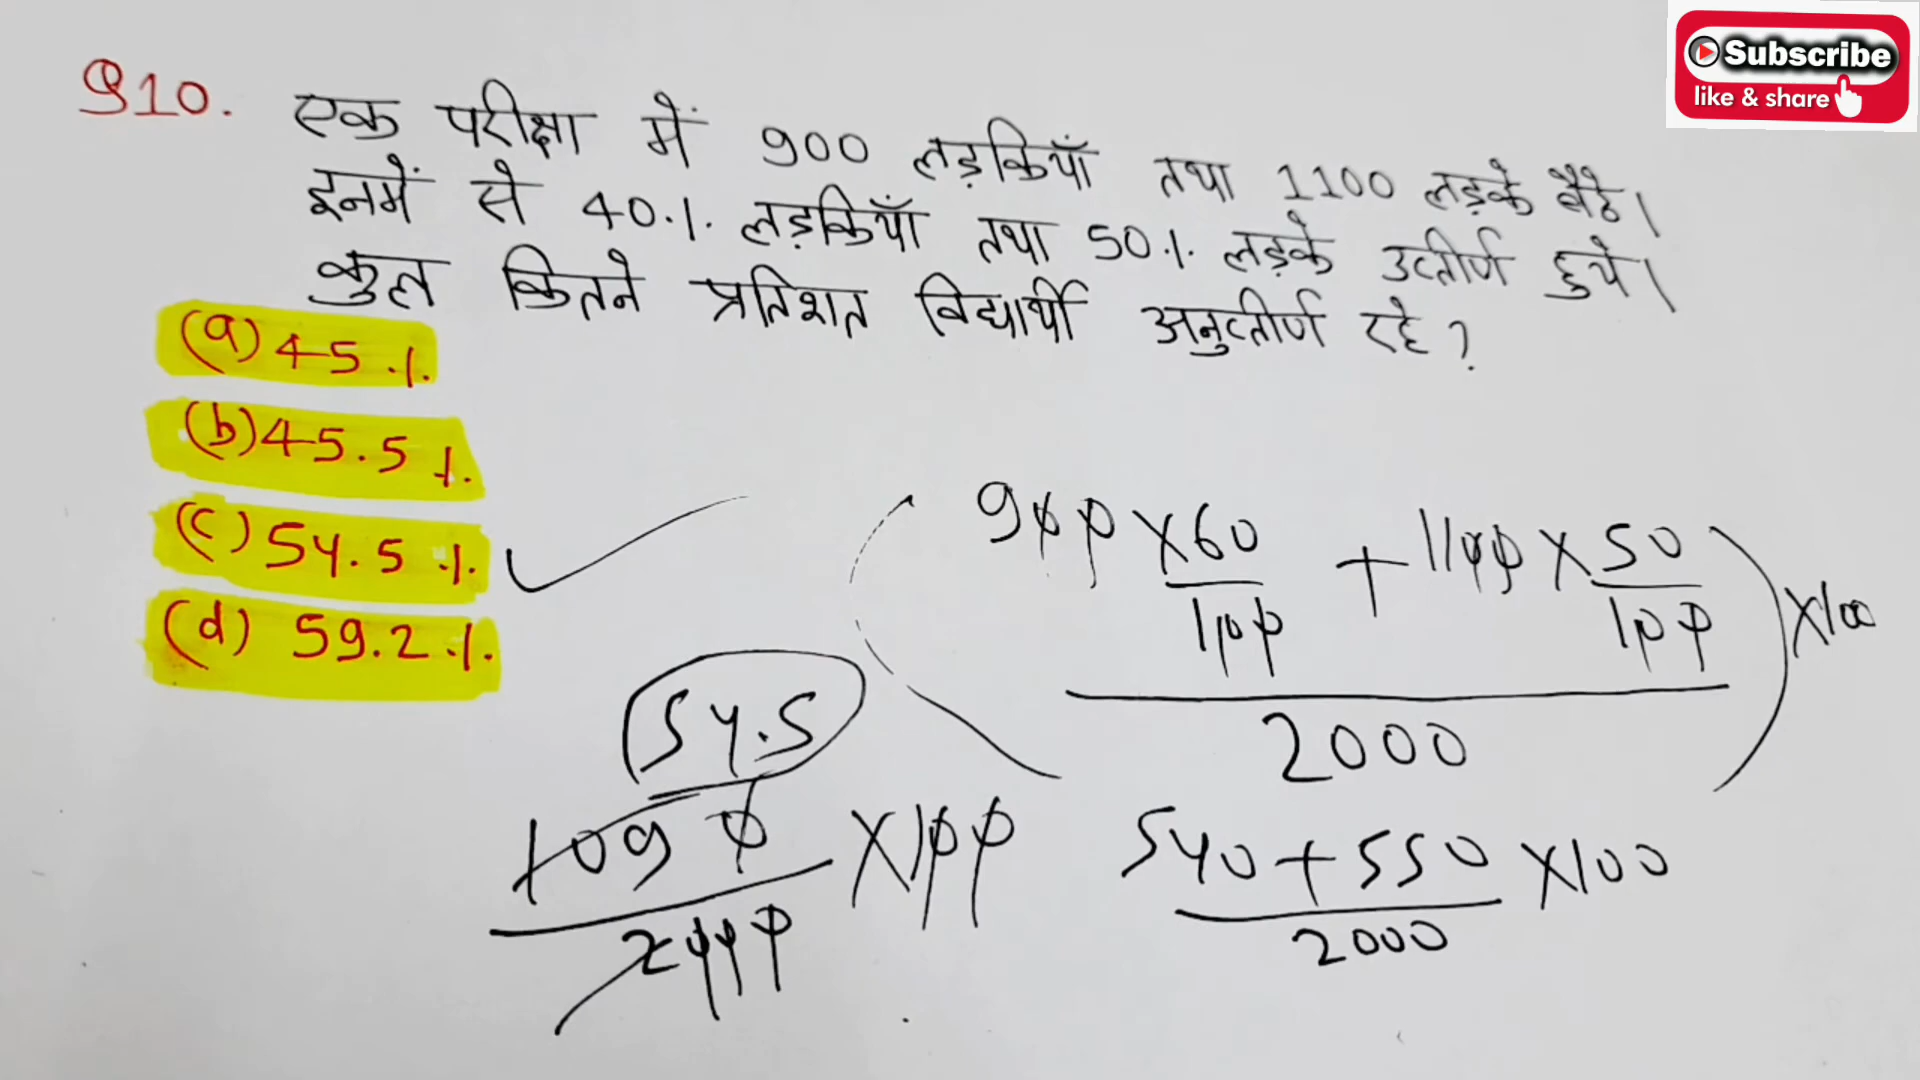 Subscribe
like & share
Q10. एक परीक्षा में 900 लड़कियाँ तथा 1100 लड़के बैठे।
इनमें से 40% लड़कियाँ तथा 50% लड़के उत्तीर्ण हुये।
कुल कितने प्रतिशत विद्यार्थी अनुत्तीर्ण रहे?
(a) 45%
(b) 45.5%
(c) 54.5%
(d) 59.2%
900 × 60 + 1100 × 50
100 100 ×100
2000
540 + 550 ×100
2000
54.5
1090 ×100
2000